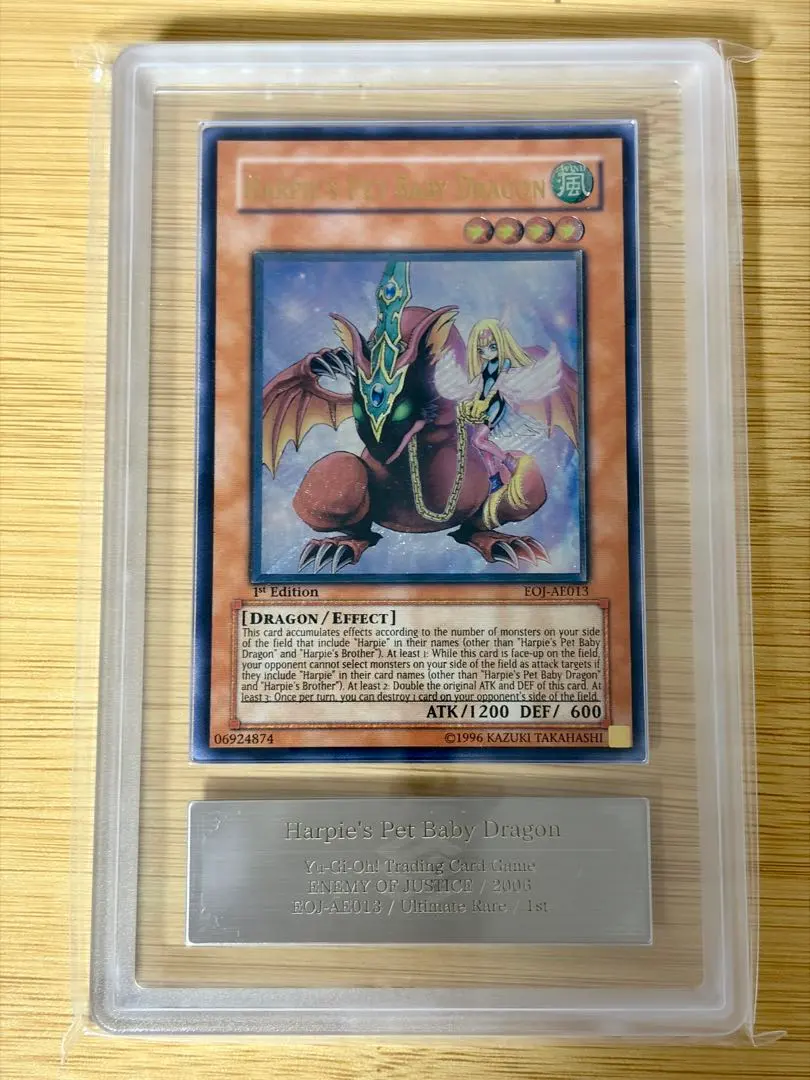 HARPIE'S PET BABY DRAGON
WIND
風
1st Edition
EOJ-AE013
[DRAGON/EFFECT]
This card accumulates effects according to the number of monsters on your side
of the field that include "Harpie" in their names (other than "Harpie's Pet Baby
Dragon" and "Harpie's Brother"). At least 1: While this card is face-up on the field,
your opponent cannot select monsters on your side of the field as attack targets if
they include "Harpie" in their card names (other than "Harpie's Pet Baby Dragon"
and "Harpie's Brother"). At least 2: Double the original ATK and DEF of this card. At
least 3: Once per turn, you can destroy 1 card on your opponent's side of the field.
ATK/1200 DEF/ 600
06924874
©1996 KAZUKI TAKAHASHI
Harpie's Pet Baby Dragon
Yu-Gi-Oh! Trading Card Game
ENEMY OF JUSTICE / 2006
EOJ-AE013 / Ultimate Rare / 1st